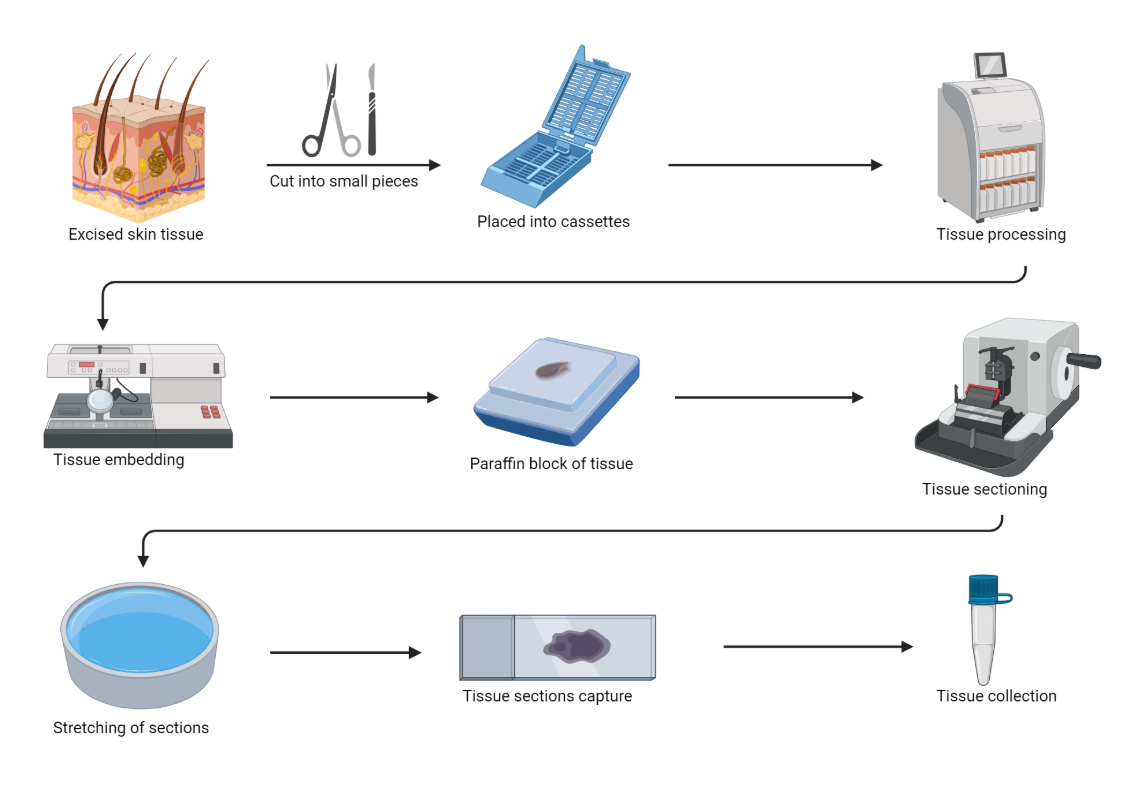 Cut into small pieces
Excised skin tissue
Placed into cassettes
Tissue processing
Tissue embedding
Paraffin block of tissue
Tissue sectioning
Stretching of sections
Tissue sections capture
Tissue collection